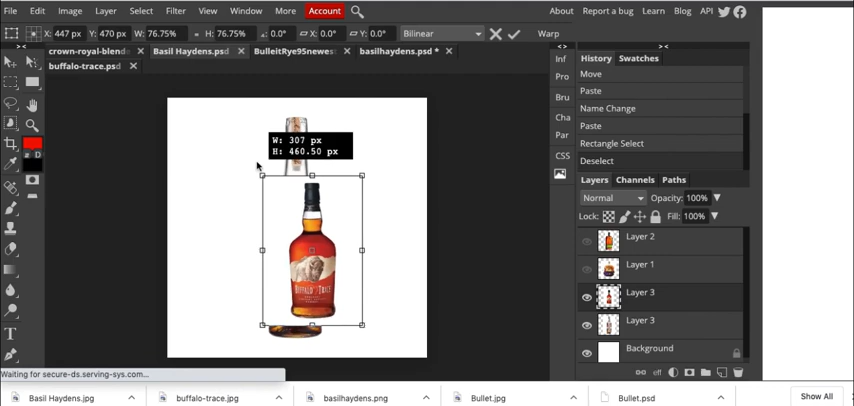 File Edit Image Layer Select Filter View Window More Account About Report a bug Learn Blog API
X: 447 px Y: 470 px W: 76.75% H: 76.75% 0.0° X: 0.0° Y: 0.0° Bilinear Warp
crown-royal-blende Basil Haydens.psd BulleitRye95newest basilhaydens.psd *
buffalo-trace.psd
> < <> > <
Inf
Pro
Bru
Cha
Par
CSS
History Swatches
Move
Paste
Name Change
Paste
Rectangle Select
Deselect
Layers Channels Paths
Normal Opacity: 100%
Lock: Fill: 100%
Layer 2
Layer 1
Layer 3
Layer 3
Background
off
W: 307 px
H: 460.50 px
BUFFALO TRACE
a D
T
Waiting for secure-ds.serving-sys.com...
Basil Haydens.jpg buffalo-trace.jpg basilhaydens.png Bullet.jpg Bullet.psd Show All